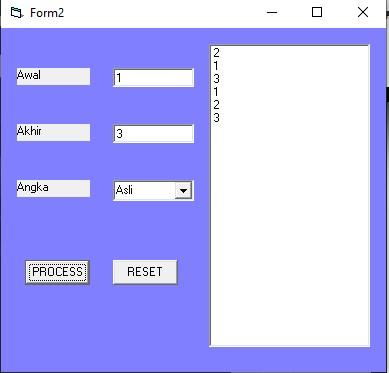 Form2
Awal
1
Akhir
3
Angka
Asli
PROCESS
RESET
2
1
3
1
2
3